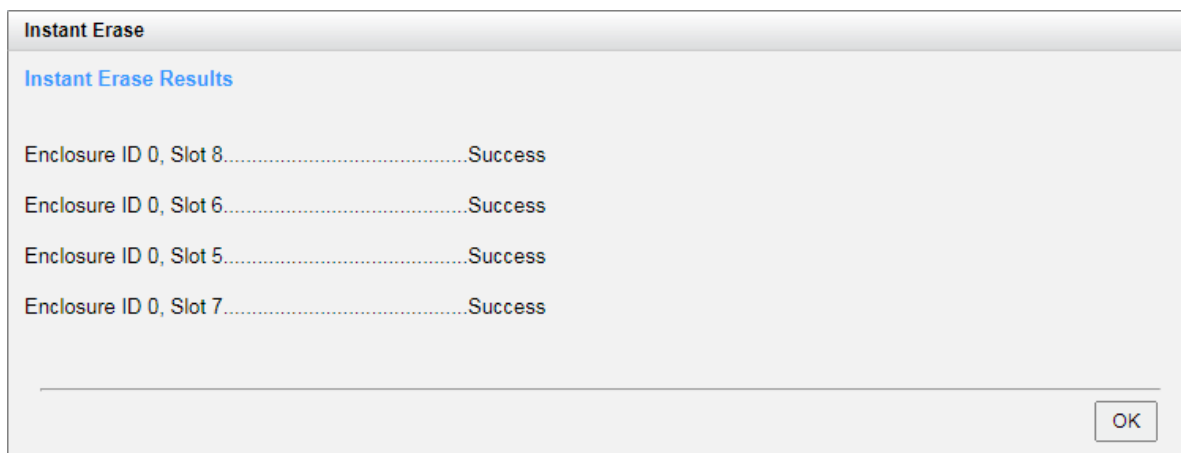 Instant Erase
Instant Erase Results
Enclosure ID 0, Slot 8..........................................Success
Enclosure ID 0, Slot 6..........................................Success
Enclosure ID 0, Slot 5..........................................Success
Enclosure ID 0, Slot 7..........................................Success
OK